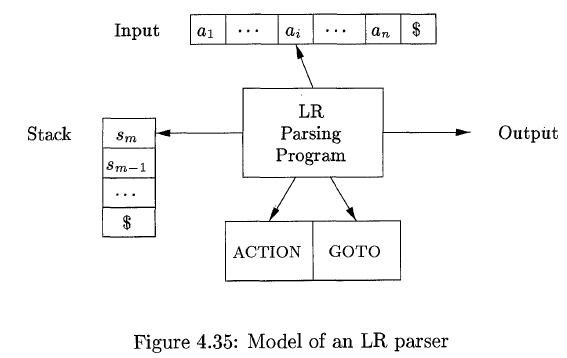 Input a₁ ⋯ aᵢ ⋯ aₙ $
LR
Parsing
Program
Stack
sₘ
sₘ₋₁
⋯
$
Output
ACTION GOTO
Figure 4.35: Model of an LR parser